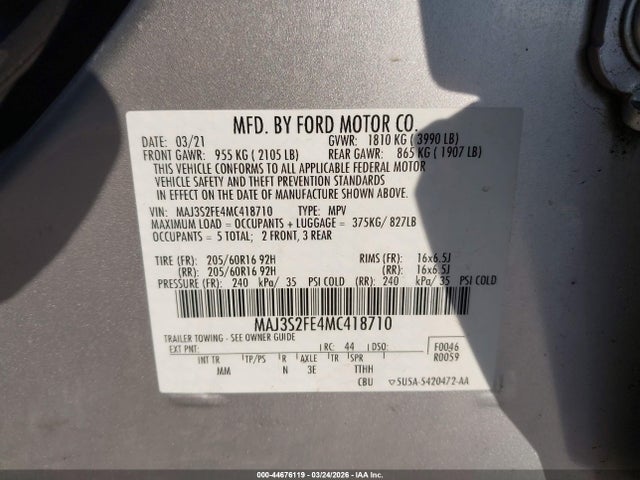 MFD. BY FORD MOTOR CO.
DATE: 03/21 GVWR: 1810 KG ( 3990 LB)
FRONT GAWR: 955 KG ( 2105 LB) REAR GAWR: 865 KG ( 1907 LB)
THIS VEHICLE CONFORMS TO ALL APPLICABLE FEDERAL MOTOR
VEHICLE SAFETY AND THEFT PREVENTION STANDARDS
IN EFFECT ON THE DATE OF MANUFACTURE SHOWN ABOVE.
VIN: MAJ3S2FE4MC418710 TYPE: MPV
MAXIMUM LOAD = OCCUPANTS + LUGGAGE = 375KG/ 827LB
OCCUPANTS = 5 TOTAL; 2 FRONT, 3 REAR
TIRE (FR): 205/60R16 92H RIMS (FR): 16x6.5J
(RR): 205/60R16 92H (RR): 16x6.5J
PRESSURE (FR): 240 kPa/ 35 PSI COLD (RR): 240 kPa/ 35 PSI COLD
MAJ3S2FE4MC418710
TRAILER TOWING - SEE OWNER GUIDE
EXT PNT: RC: 44 DSO: F0046
R0059
INT TR TP/PS R AXLE TR SPR
MM N 3E TTHH
CBU ▽5U5A-5420472-AA
000-44676119 - 03/24/2026 - IAA Inc.